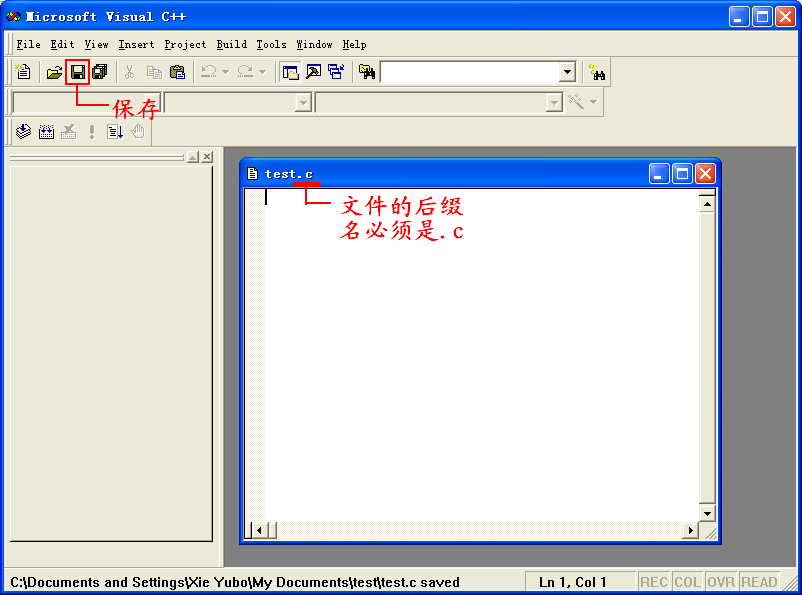 Microsoft Visual C++
File Edit View Insert Project Build Tools Window Help
保存
test.c
文件的后缀
名必须是.c
C:\Documents and Settings\Xie Yubo\My Documents\test\test.c saved
Ln 1, Col 1
REC COL OVR READ